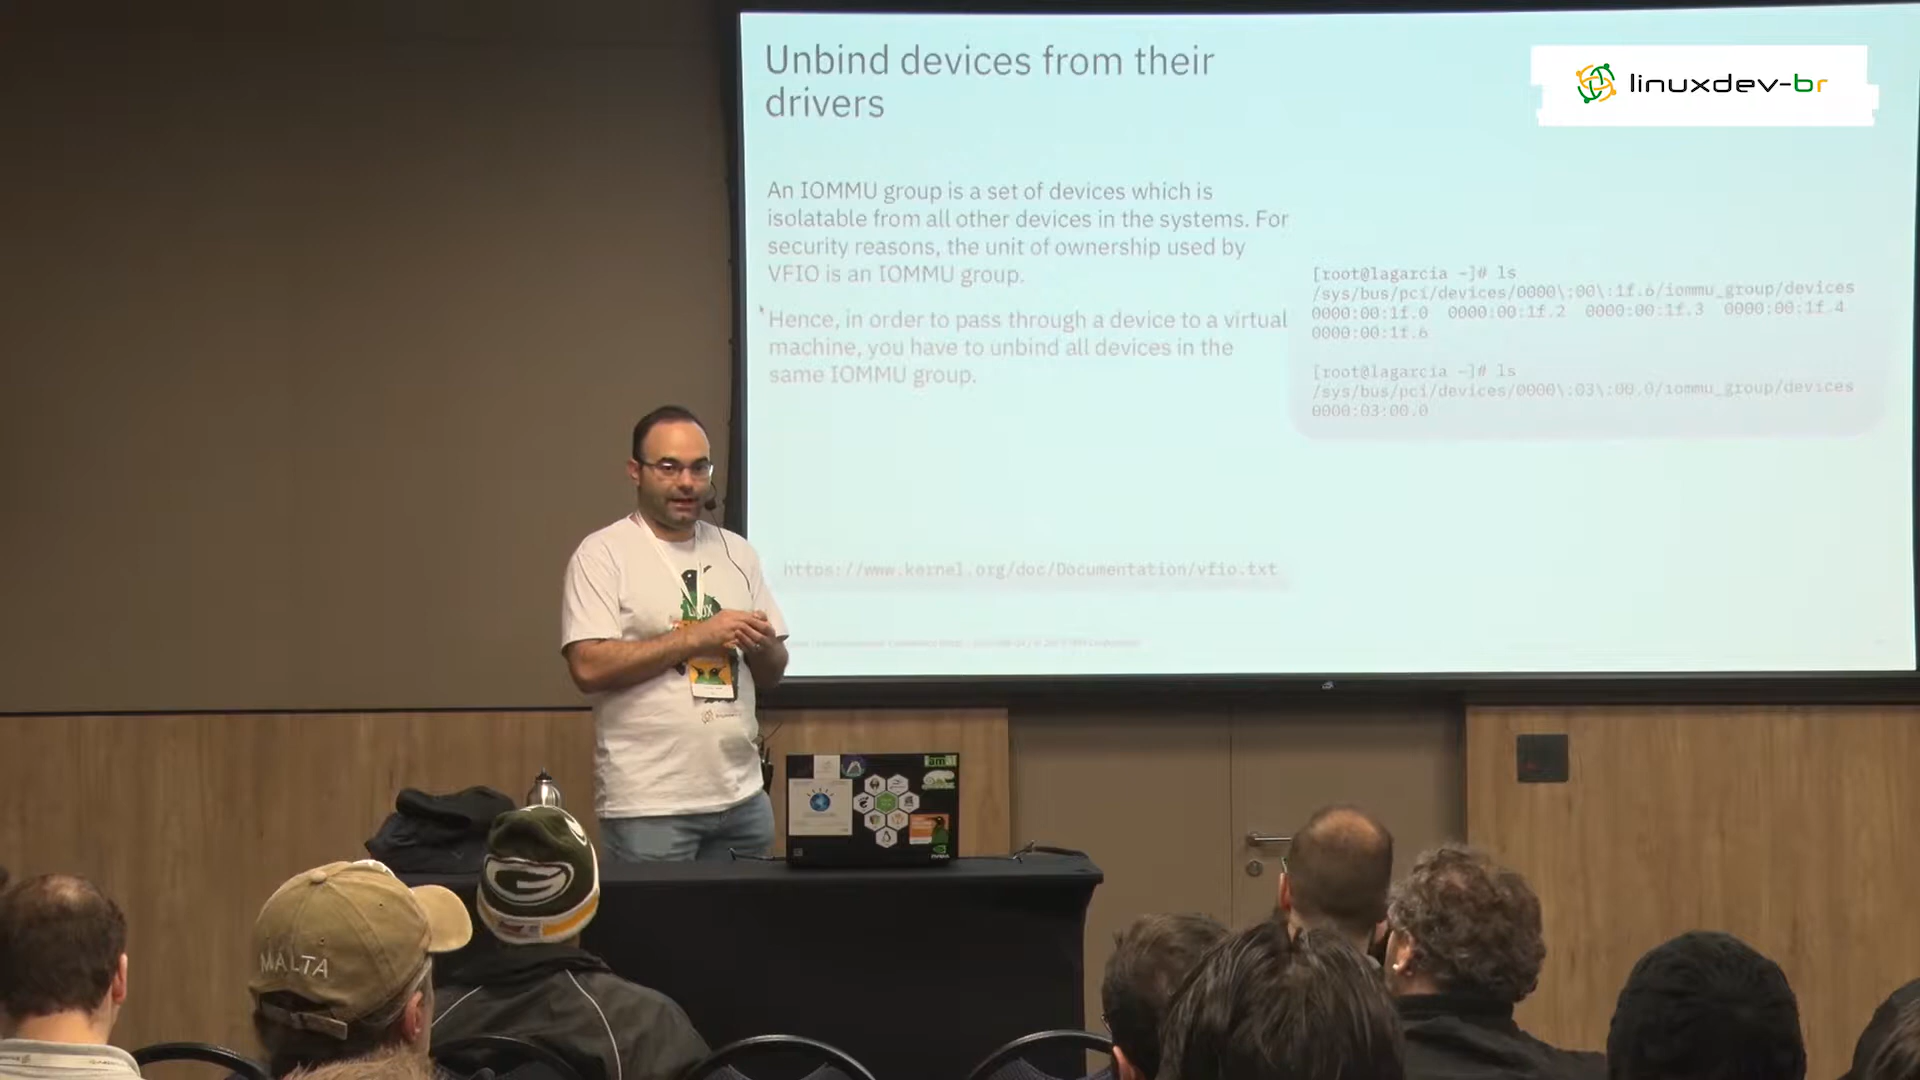 Unbind devices from their
drivers
linuxdev-br
An IOMMU group is a set of devices which is
isolatable from all other devices in the systems. For
security reasons, the unit of ownership used by
VFIO is an IOMMU group.
Hence, in order to pass through a device to a virtual
machine, you have to unbind all devices in the
same IOMMU group.
[root@lagarcia ~]# ls
/sys/bus/pci/devices/0000\:00\:1f.6/iommu_group/devices
0000:00:1f.0 0000:00:1f.2 0000:00:1f.3 0000:00:1f.4
0000:00:1f.6
[root@lagarcia ~]# ls
/sys/bus/pci/devices/0000\:03\:00.0/iommu_group/devices
0000:03:00.0
https://www.kernel.org/doc/Documentation/vfio.txt
MALTA